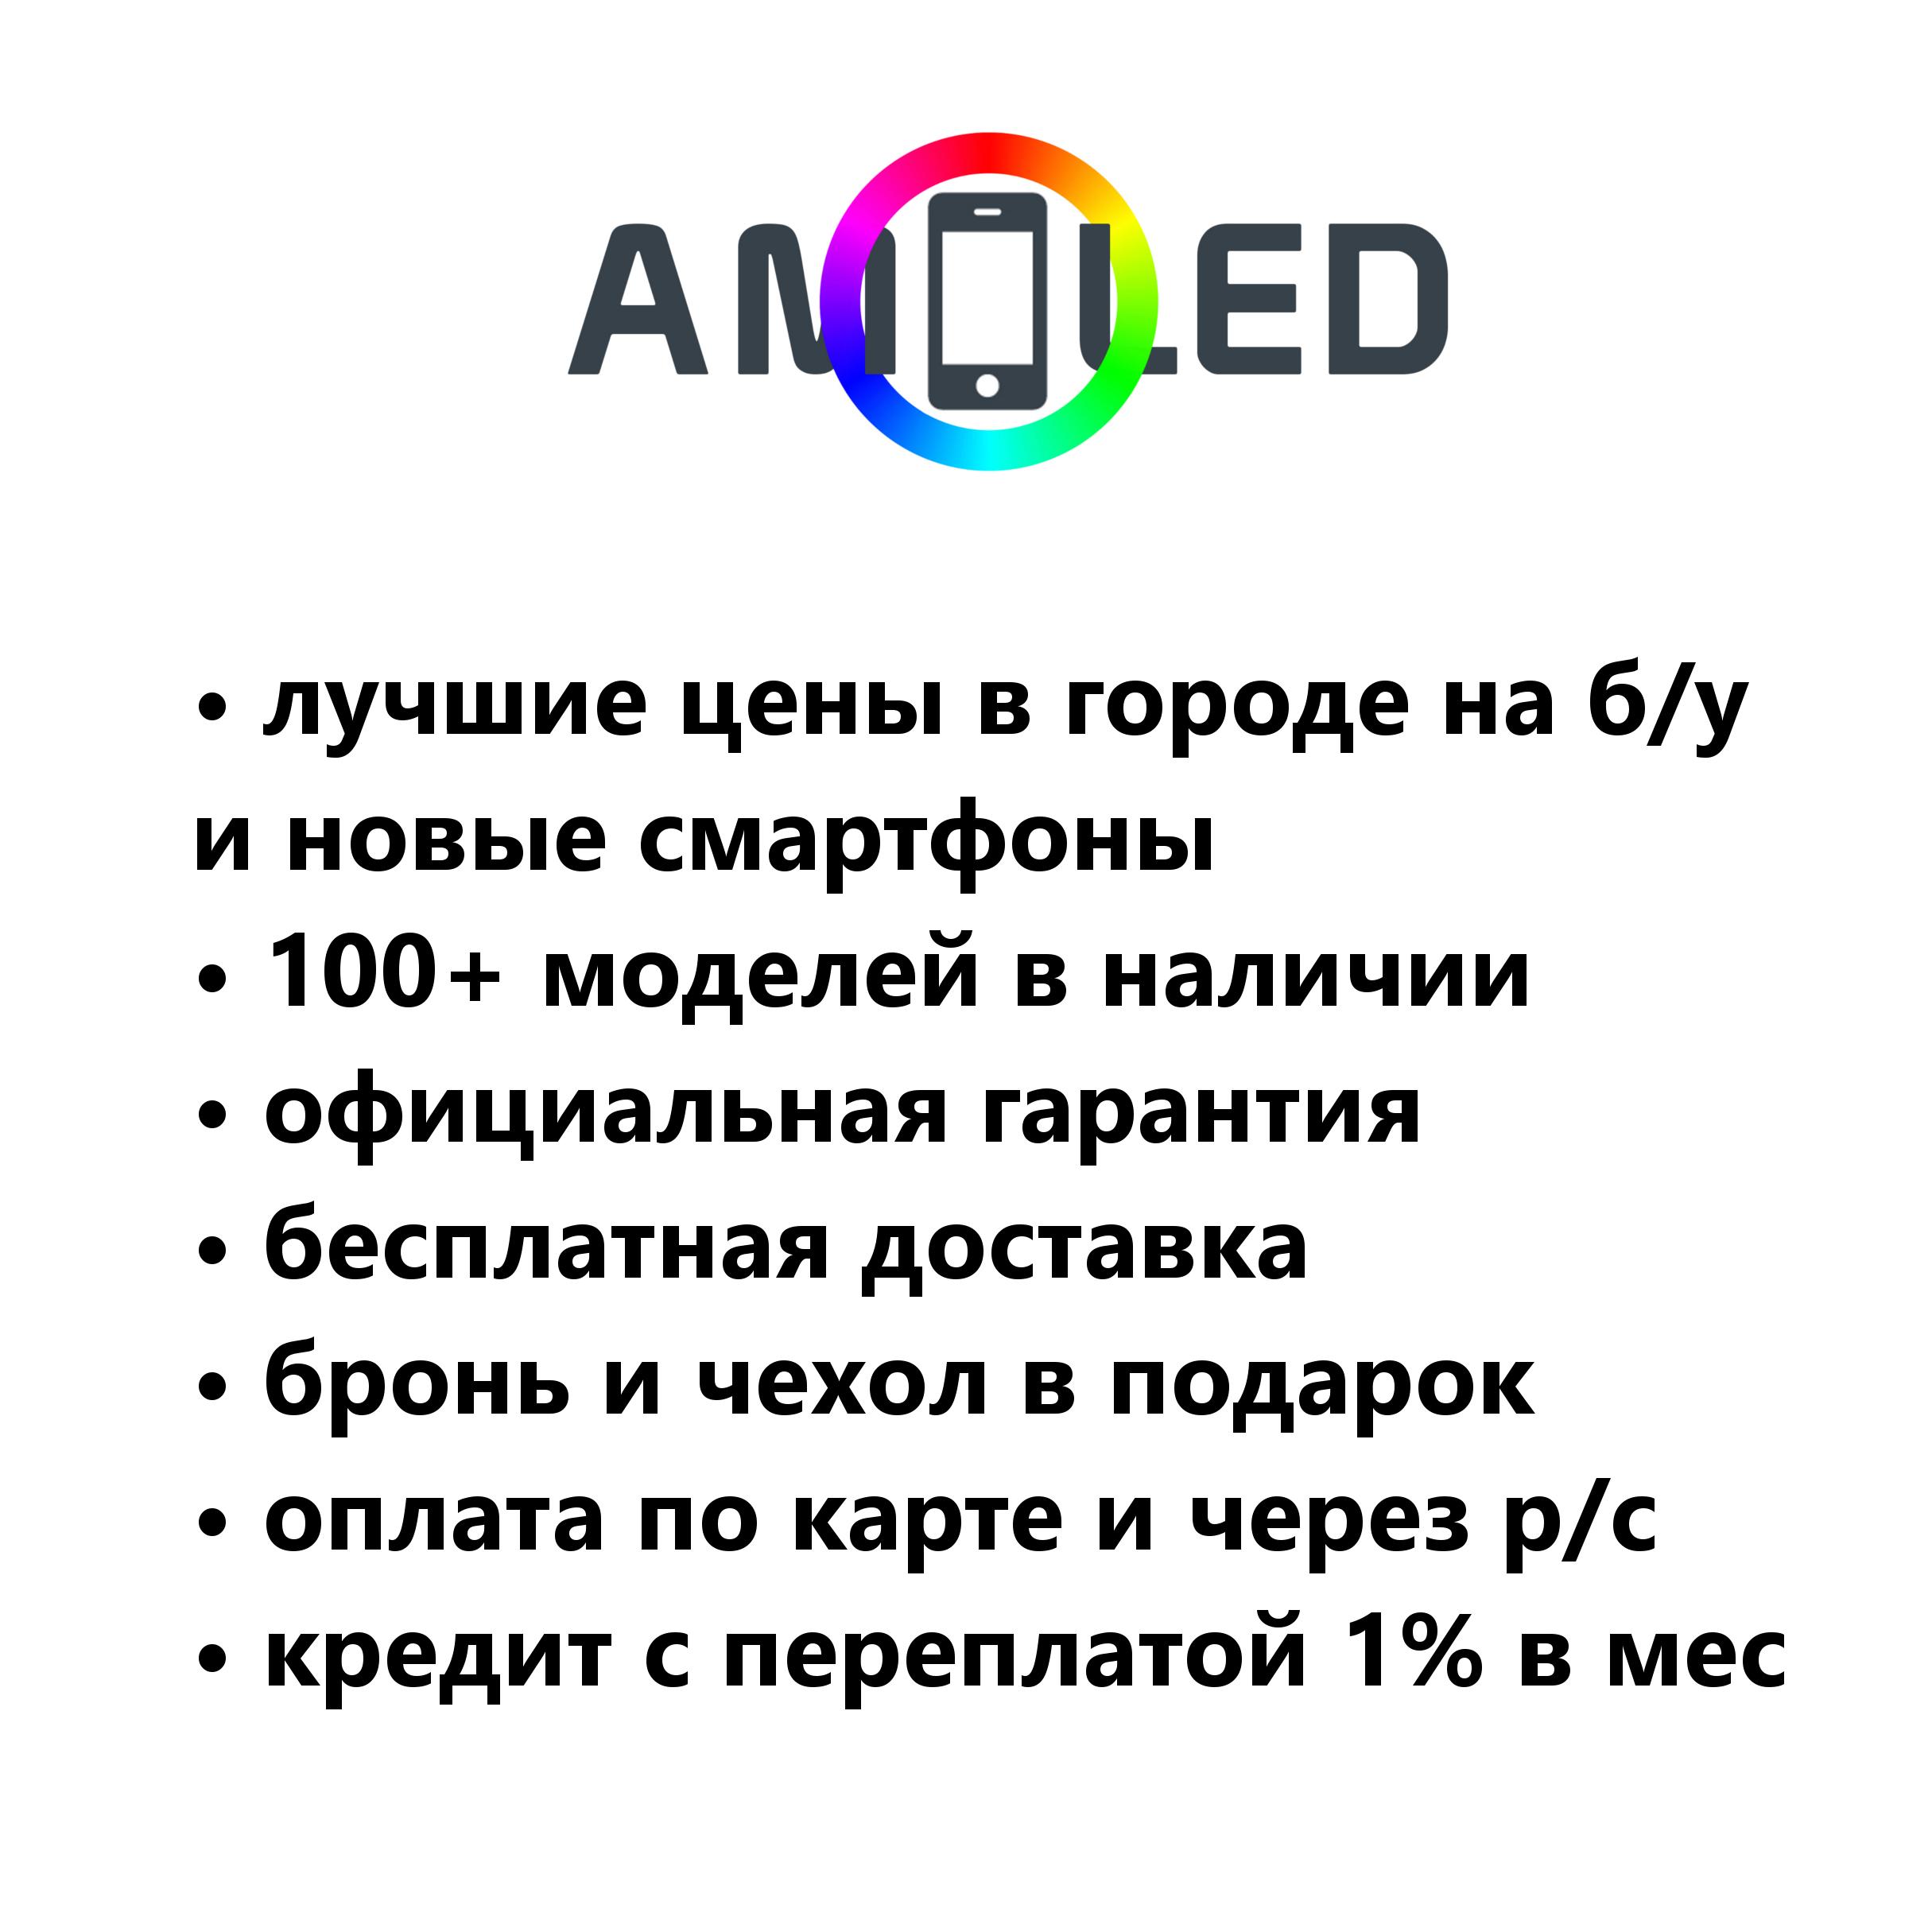 AMOLED
• лучшие цены в городе на б/у
и новые смартфоны
• 100+ моделей в наличии
• официальная гарантия
• бесплатная доставка
• бронь и чехол в подарок
• оплата по карте и через р/с
• кредит с переплатой 1% в мес